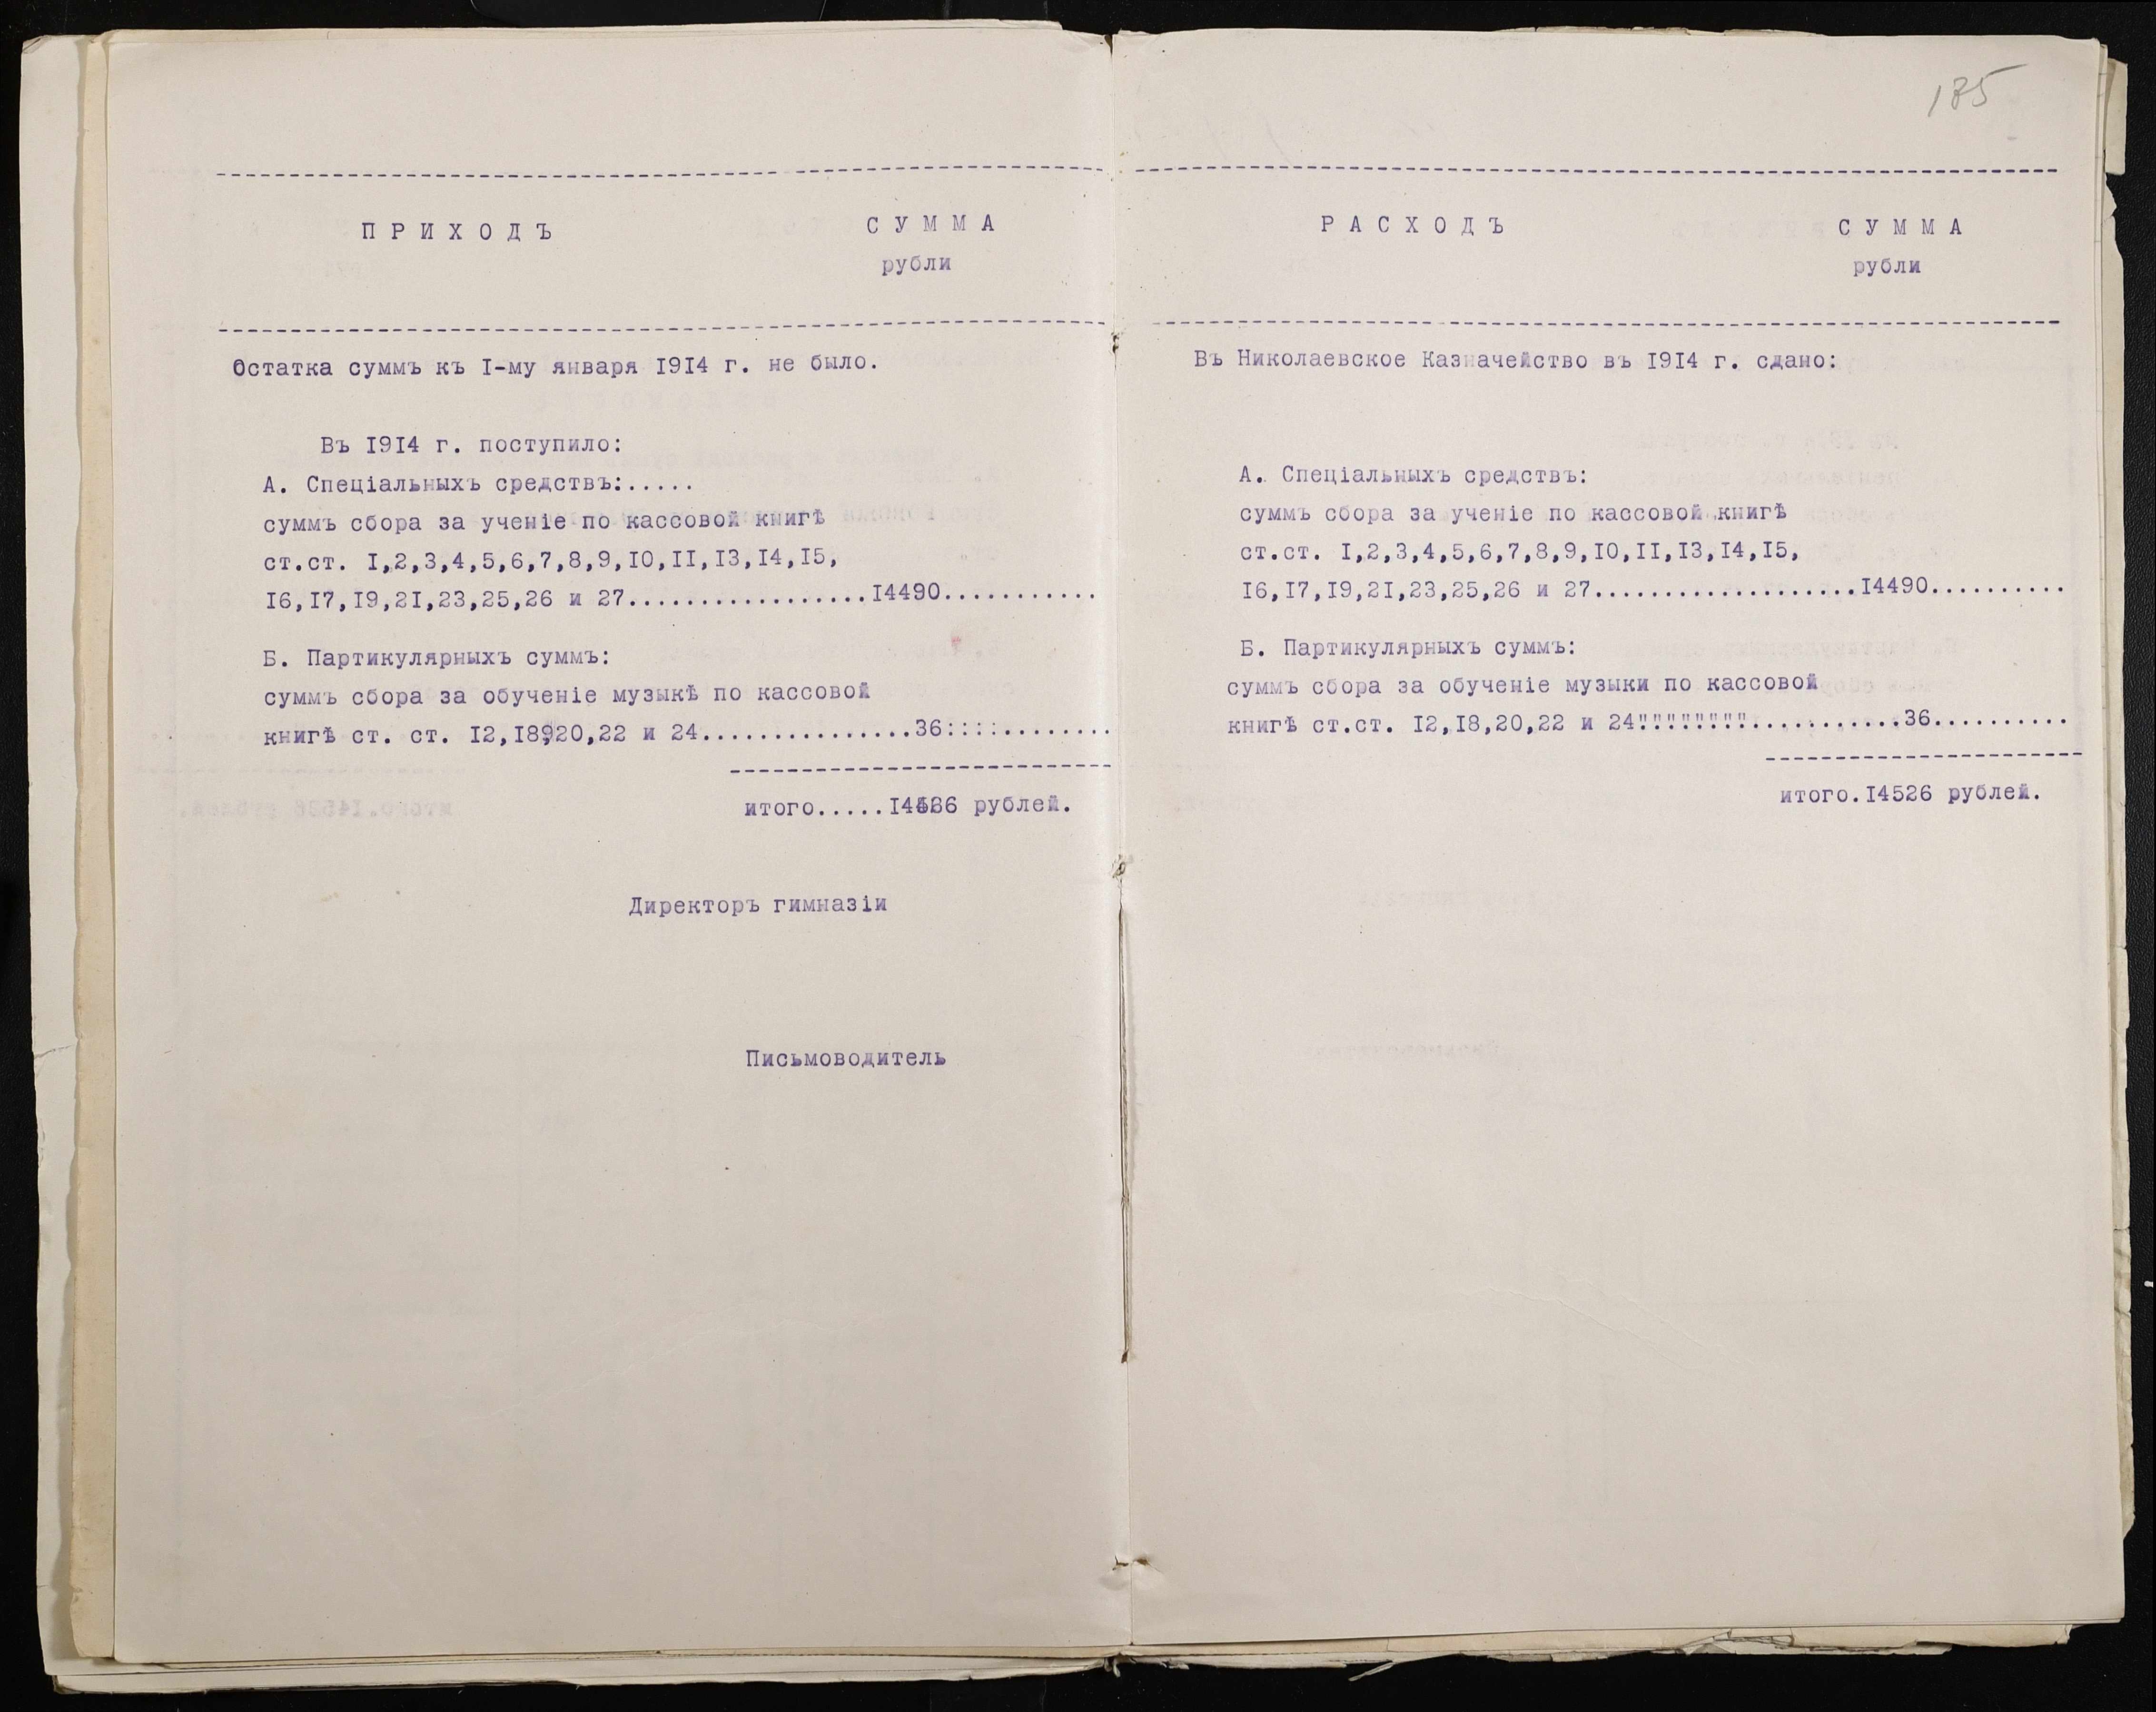 ПРИХОДЪ СУММА
рубли
Остатка суммъ къ I-му января I9I4 г. не было.
Въ I9I4 г. поступило:
А. Спеціальныхъ средствъ:.....
суммъ сбора за ученіе по кассовой книгѣ
ст.ст. I,2,3,4,5,6,7,8,9,I0,II,I3,I4,I5,
I6,I7,I9,2I,23,25,26 и 27.................I4490...........
Б. Партикулярныхъ суммъ:
суммъ сбора за обученіе музыкѣ по кассовой
книгѣ ст. ст. I2,I8,20,22 и 24...............36::::........
итого.....I4526 рублей.
Директоръ гимназіи
Письмоводитель
185
РАСХОДЪ СУММА
рубли
Въ Николаевское Казначейство въ I9I4 г. сдано:
А. Спеціальныхъ средствъ:
суммъ сбора за ученіе по кассовой книгѣ
ст.ст. I,2,3,4,5,6,7,8,9,I0,II,I3,I4,I5,
I6,I7,I9,2I,23,25,26 и 27...................I4490..........
Б. Партикулярныхъ суммъ:
суммъ сбора за обученіе музыки по кассовой
книгѣ ст.ст. I2,I8,20,22 и 24""""""""...........36..........
итого.I4526 рублей.